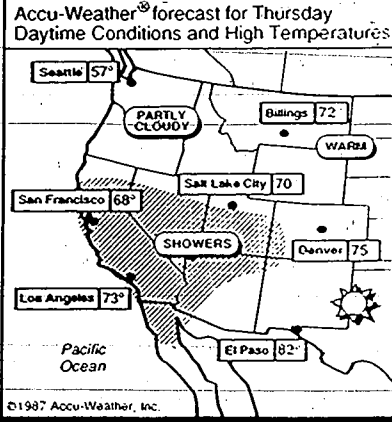 Accu-Weather® forecast for Thursday
Daytime Conditions and High Temperatures
Seattle 57°
PARTLY
CLOUDY
Billings 72°
WARM
Salt Lake City 70
San Francisco 68°
SHOWERS
Denver 75
Los Angeles 73°
Pacific
Ocean
El Paso 82°
©1987 Accu-Weather, Inc.